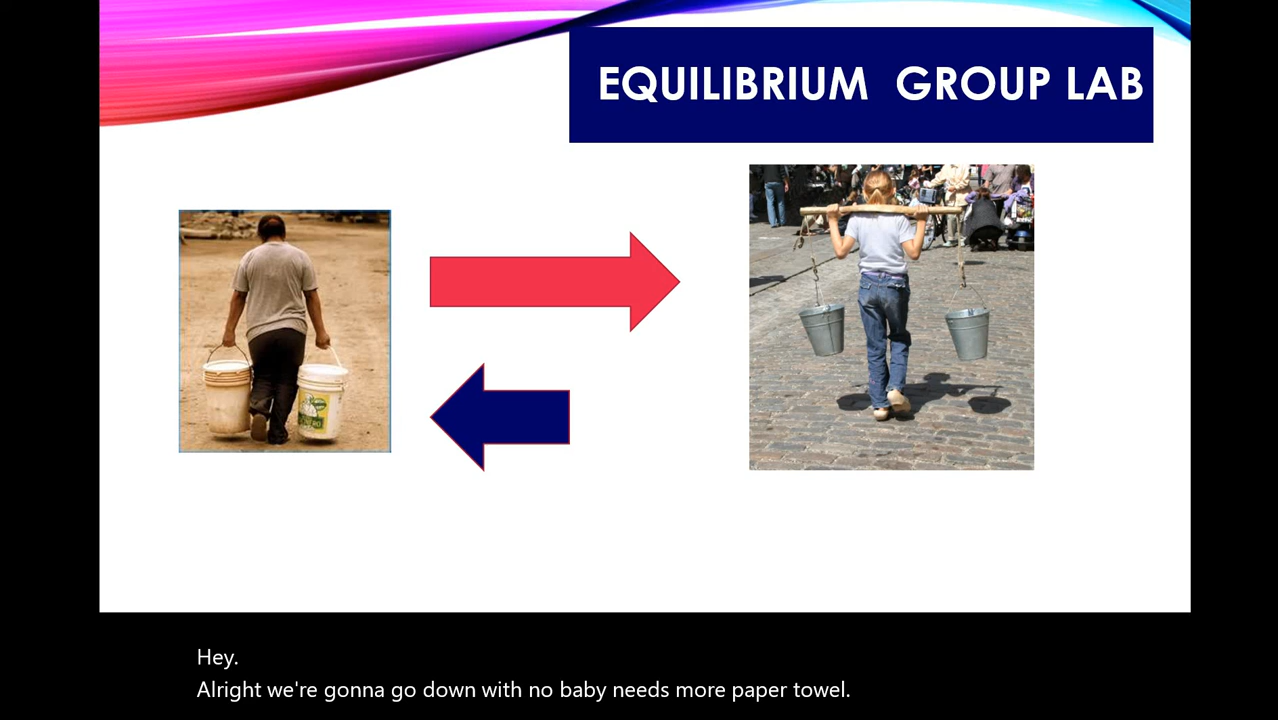 EQUILIBRIUM GROUP LAB
Hey.
Alright we're gonna go down with no baby needs more paper towel.